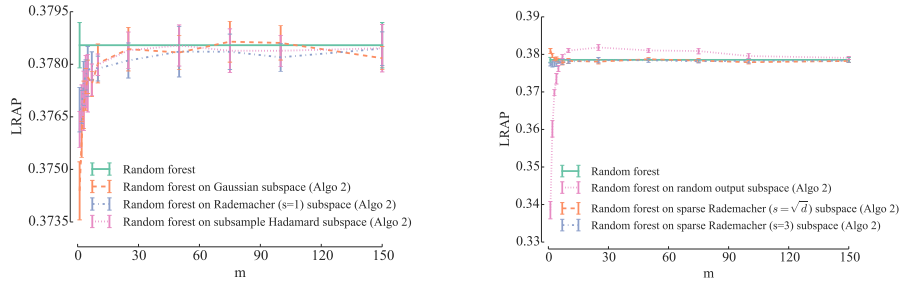 0.3795
0.3780
0.3765
0.3750
0.3735
LRAP
Random forest
Random forest on Gaussian subspace (Algo 2)
Random forest on Rademacher (s=1) subspace (Algo 2)
Random forest on subsample Hadamard subspace (Algo 2)
0 30 60 90 120 150
m
0.39
0.38
0.37
0.36
0.35
0.34
0.33
LRAP
Random forest
Random forest on random output subspace (Algo 2)
Random forest on sparse Rademacher (s = √d) subspace (Algo 2)
Random forest on sparse Rademacher (s=3) subspace (Algo 2)
0 30 60 90 120 150
m